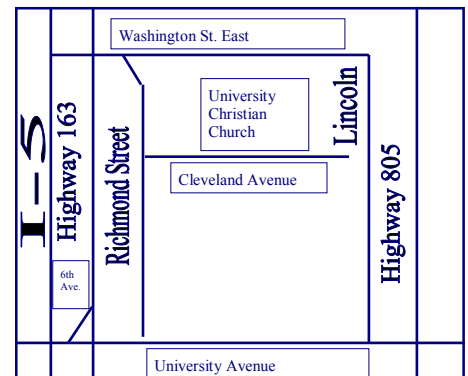 Washington St. East
I-5
Highway 163
Richmond Street
University
Christian
Church
Lincoln
Cleveland Avenue
Highway 805
6th
Ave.
University Avenue